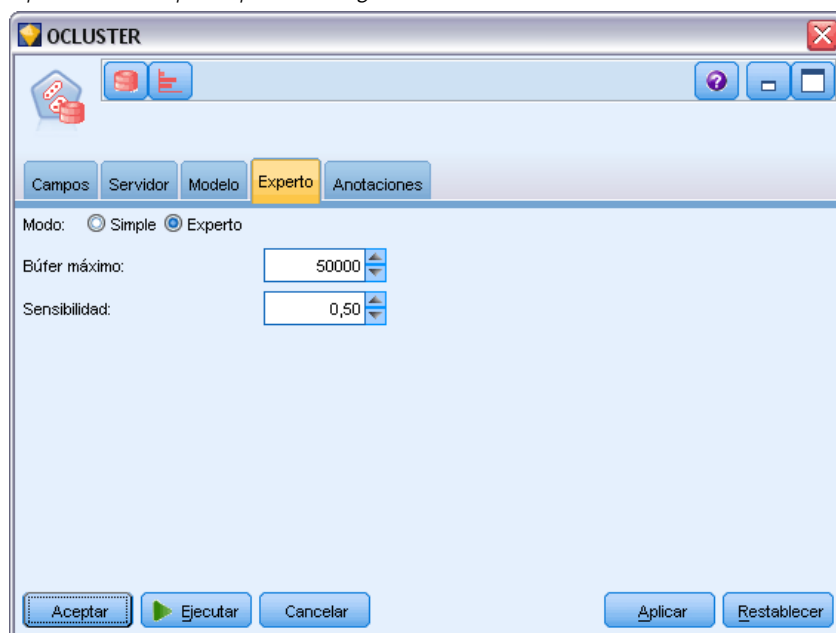 OCLUSTER
Campos Servidor Modelo Experto Anotaciones
Modo: Simple Experto
Búfer máximo: 50000
Sensibilidad: 0,50
Aceptar Ejecutar Cancelar Aplicar Restablecer